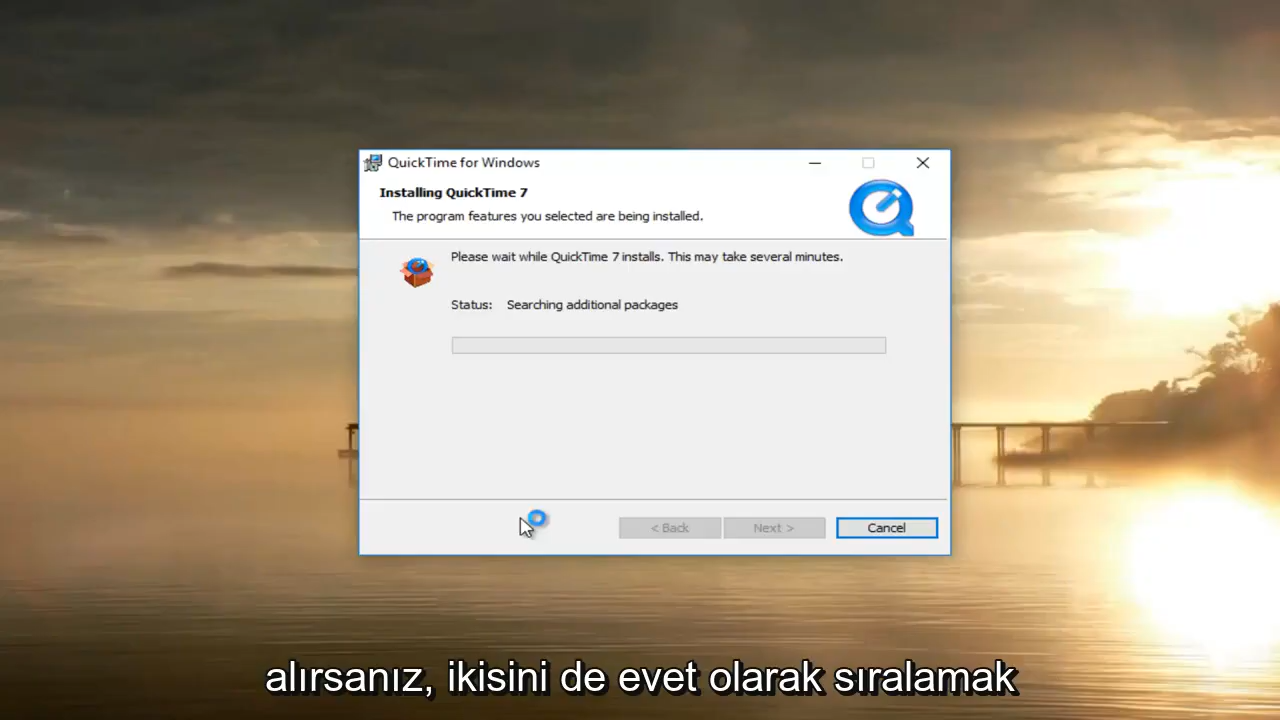 QuickTime for Windows
Installing QuickTime 7
The program features you selected are being installed.
Please wait while QuickTime 7 installs. This may take several minutes.
Status: Searching additional packages
< Back Next > Cancel
alırsanız, ikisini de evet olarak sıralamak